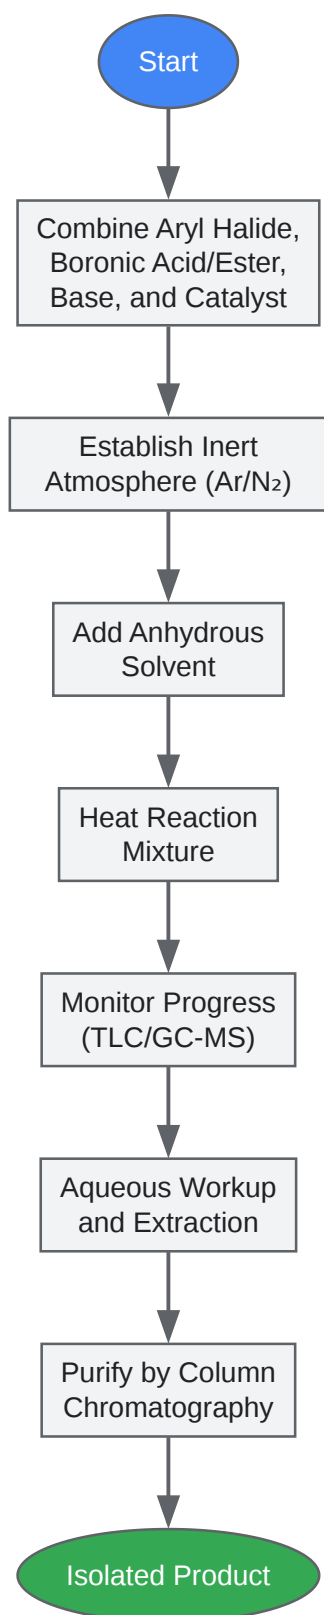 Start
Combine Aryl Halide,
Boronic Acid/Ester,
Base, and Catalyst
Establish Inert
Atmosphere (Ar/N₂)
Add Anhydrous
Solvent
Heat Reaction
Mixture
Monitor Progress
(TLC/GC-MS)
Aqueous Workup
and Extraction
Purify by Column
Chromatography
Isolated Product